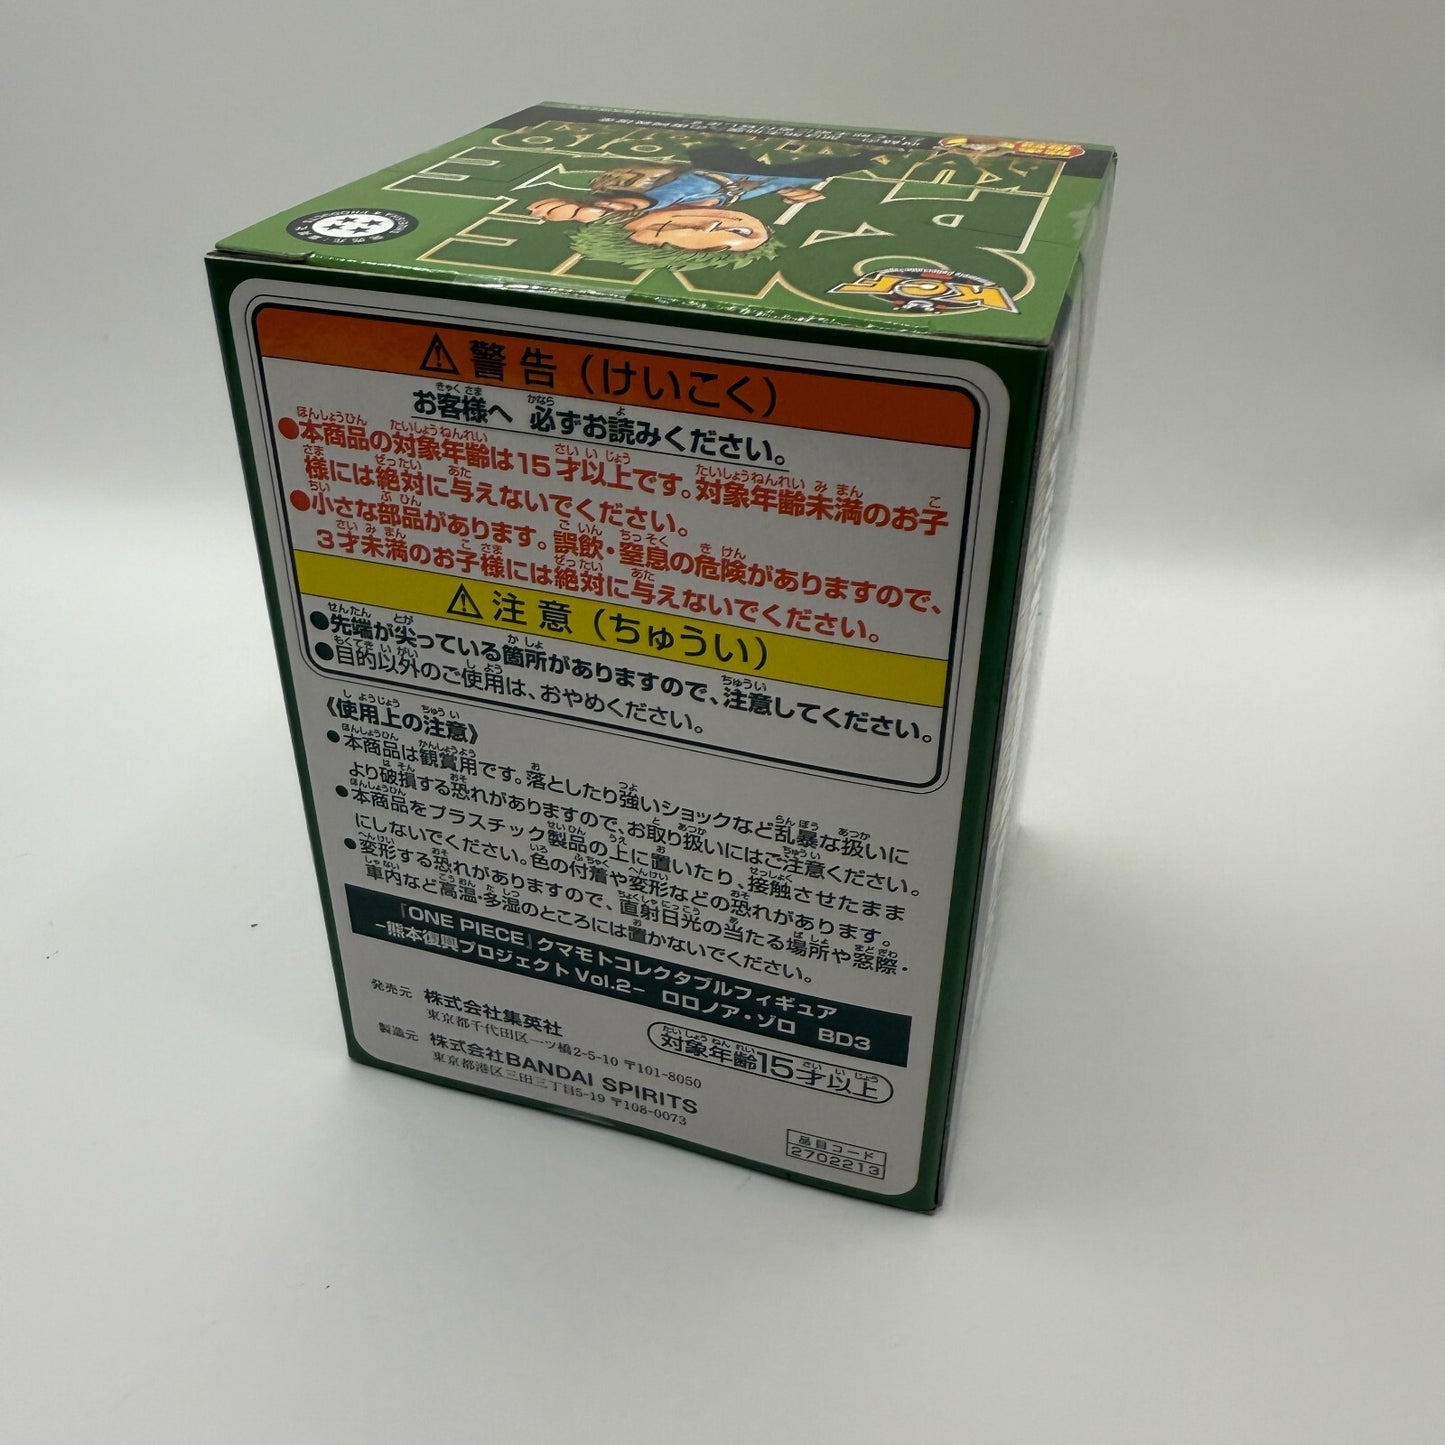 ONE PIECE
KCF
警告（けいこく）
お客様へ 必ずお読みください。
●本商品の対象年齢は15才以上です。対象年齢未満のお子
様には絶対に与えないでください。
●小さな部品があります。誤飲・窒息の危険がありますので、
3才未満のお子様には絶対に与えないでください。
注意（ちゅうい）
●先端が尖っている箇所がありますので、注意してください。
●目的以外のご使用は、おやめください。
《使用上の注意》
●本商品は観賞用です。落としたり強いショックなど乱暴な扱いに
より破損する恐れがありますので、お取り扱いにはご注意ください。
●本商品をプラスチック製品の上に置いたり、接触させたまま
にしないでください。色の付着や変形などの恐れがあります。
●変形する恐れがありますので、直射日光の当たる場所や窓際・
車内など高温・多湿のところには置かないでください。
『ONE PIECE』クマモトコレクタブルフィギュア
-熊本復興プロジェクト Vol.2- ロロノア・ゾロ BD3
発売元 株式会社集英社
東京都千代田区一ツ橋2-5-10 〒101-8050
製造元 株式会社BANDAI SPIRITS
東京都港区三田三丁目5-19 〒108-0073
対象年齢15才以上
品目コード
2702213